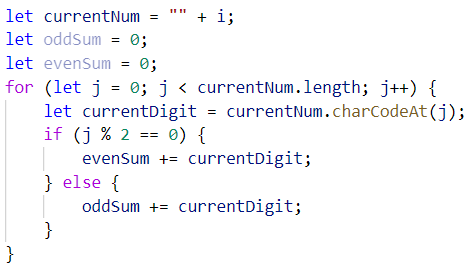 let currentNum = "" + i;
let oddSum = 0;
let evenSum = 0;
for (let j = 0; j < currentNum.length; j++) {
    let currentDigit = currentNum.charCodeAt(j);
    if (j % 2 == 0) {
        evenSum += currentDigit;
    } else {
        oddSum += currentDigit;
    }
}